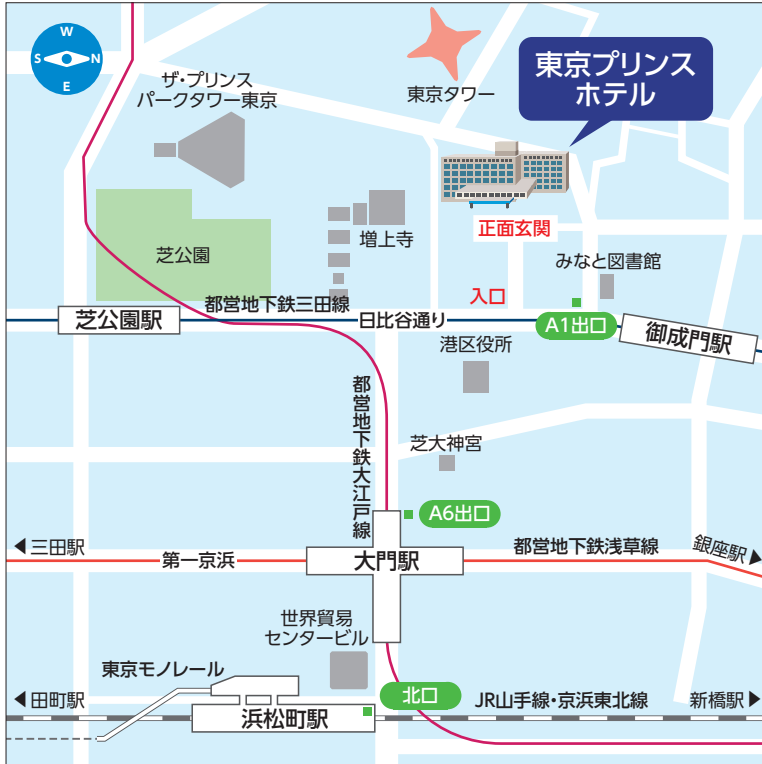 W
S N
E
ザ・プリンス
パークタワー東京
東京タワー
東京プリンス
ホテル
正面玄関
増上寺
芝公園
みなと図書館
入口
都営地下鉄三田線
日比谷通り
A1出口
芝公園駅
御成門駅
港区役所
都営地下鉄大江戸線
芝大神宮
A6出口
三田駅
第一京浜
大門駅
都営地下鉄浅草線
銀座駅
世界貿易
センタービル
東京モノレール
田町駅
浜松町駅
北口
JR山手線・京浜東北線
新橋駅